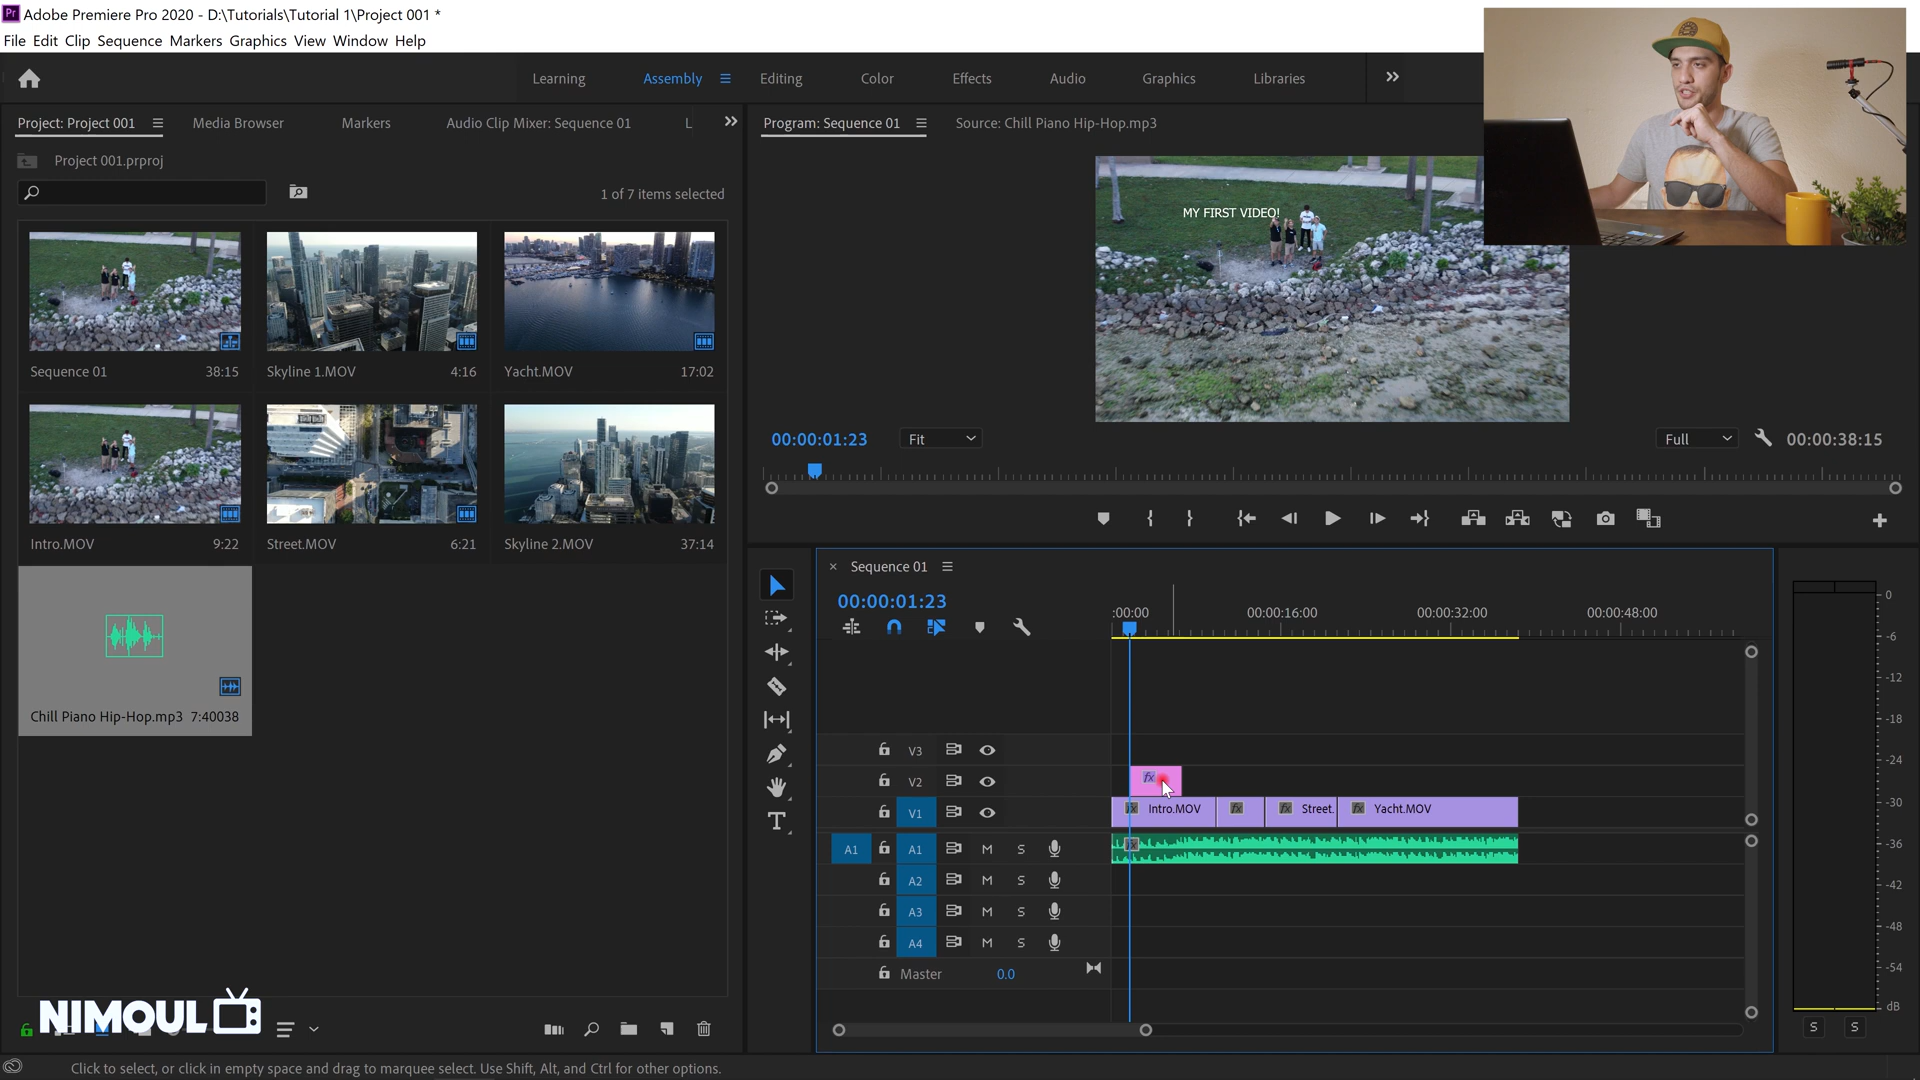 Pr Adobe Premiere Pro 2020 - D:\Tutorials\Tutorial 1\Project 001 *
File Edit Clip Sequence Markers Graphics View Window Help
Learning Assembly Editing Color Effects Audio Graphics Libraries
Project: Project 001 Media Browser Markers Audio Clip Mixer: Sequence 01 L
Program: Sequence 01 Source: Chill Piano Hip-Hop.mp3
Project 001.prproj
1 of 7 items selected
MY FIRST VIDEO!
Sequence 01 38:15
Skyline 1.MOV 4:16
Yacht.MOV 17:02
Intro.MOV 9:22
Street.MOV 6:21
Skyline 2.MOV 37:14
Chill Piano Hip-Hop.mp3 7:40038
00:00:01:23 Fit Full 00:00:38:15
Sequence 01
00:00:01:23
:00:00 00:00:16:00 00:00:32:00 00:00:48:00
V3
V2 fx
V1 fx Intro.MOV fx fx Street. fx Yacht.MOV
A1 A1 M S fx
A2 M S
A3 M S
A4 M S
Master 0.0
0
-6
-12
-18
-24
-30
-36
-42
-48
-54
dB
S S
NIMOUL
Click to select, or click in empty space and drag to marquee select. Use Shift, Alt, and Ctrl for other options.